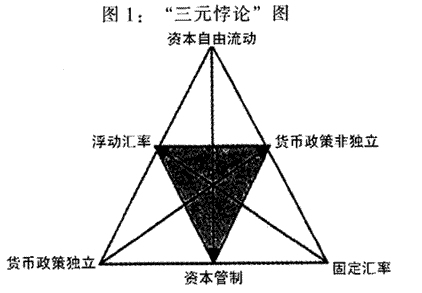 图1：“三元悖论”图
资本自由流动
浮动汇率
货币政策非独立
货币政策独立
资本管制
固定汇率